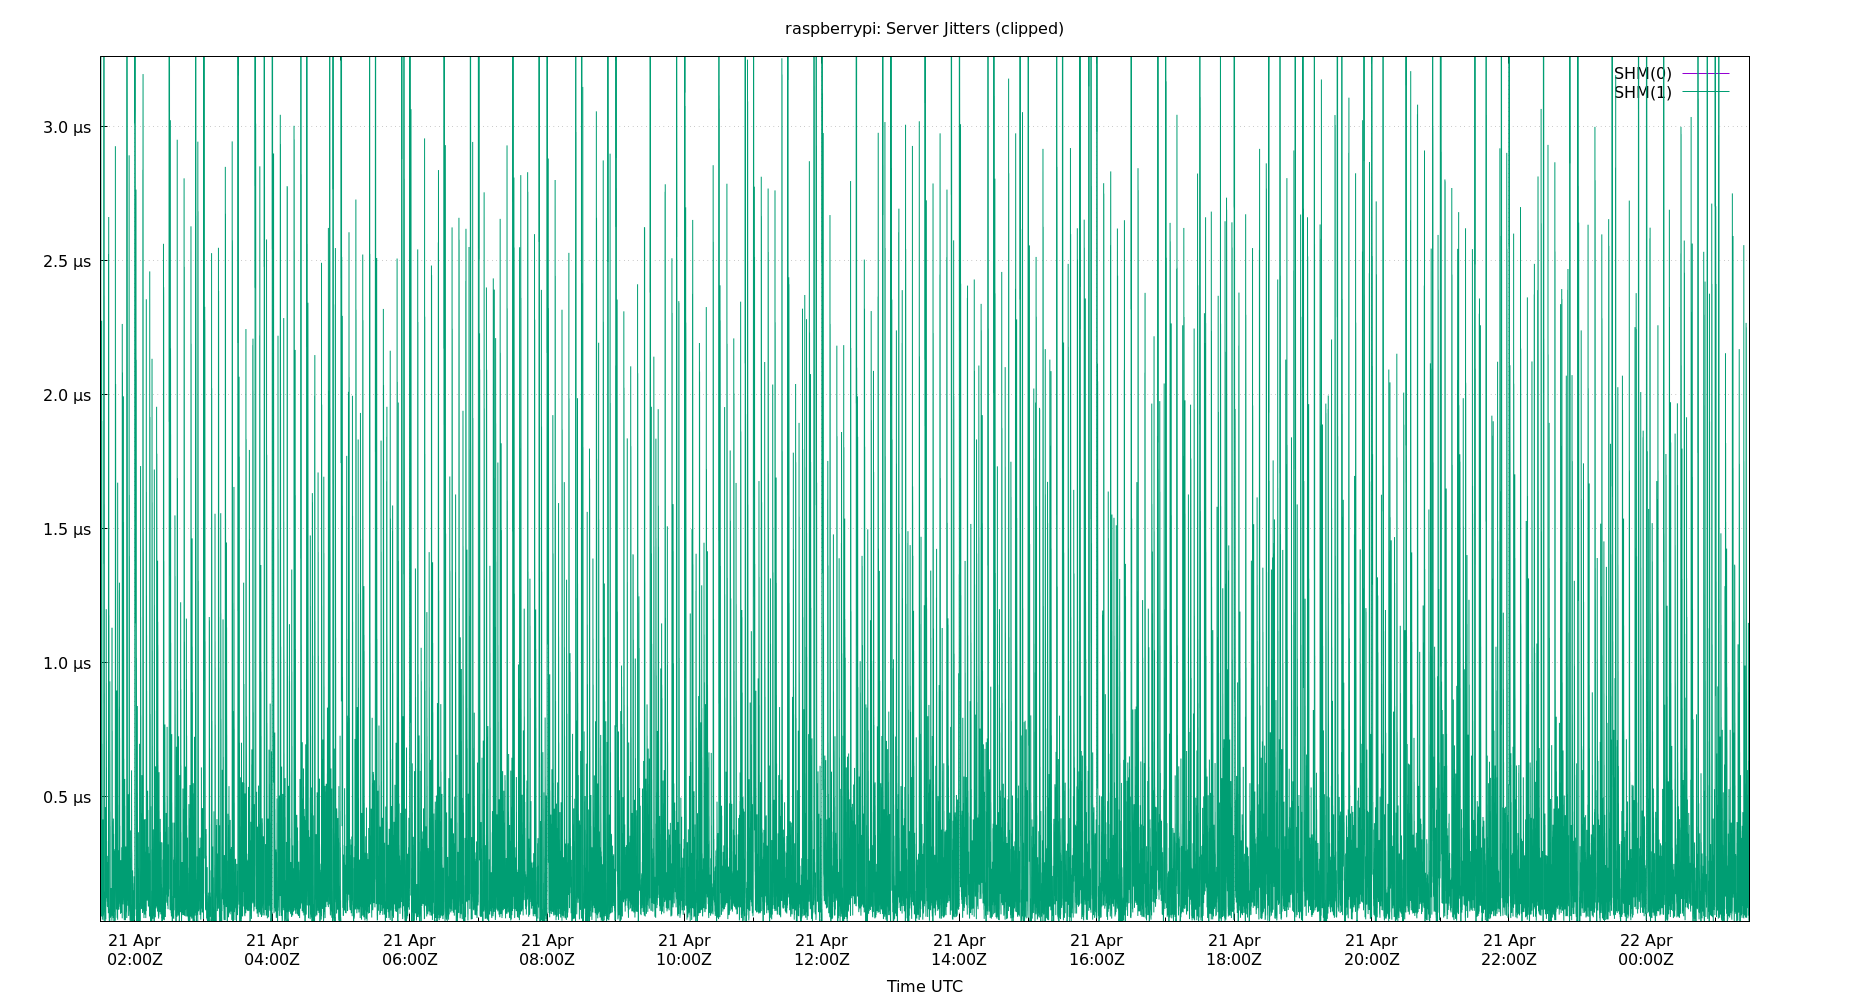 raspberrypi: Server Jitters (clipped)
SHM(0)
SHM(1)
3.0 µs
2.5 µs
2.0 µs
1.5 µs
1.0 µs
0.5 µs
21 Apr 21 Apr 21 Apr 21 Apr 21 Apr 21 Apr 21 Apr 21 Apr 21 Apr 21 Apr 21 Apr 22 Apr
02:00Z 04:00Z 06:00Z 08:00Z 10:00Z 12:00Z 14:00Z 16:00Z 18:00Z 20:00Z 22:00Z 00:00Z
Time UTC